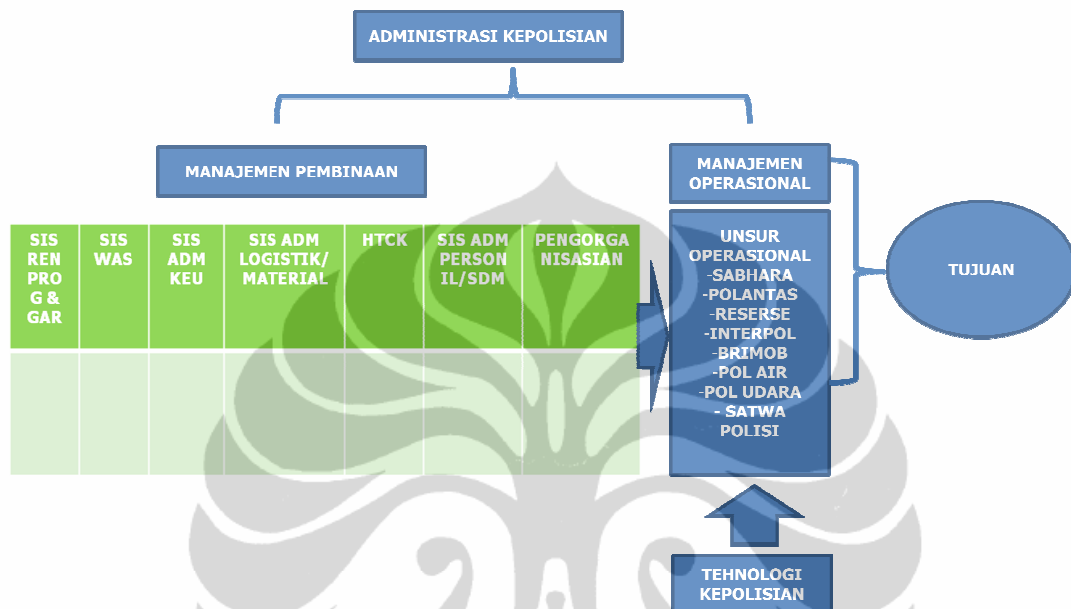 ADMINISTRASI KEPOLISIAN
MANAJEMEN PEMBINAAN
MANAJEMEN
OPERASIONAL
SIS
REN
PRO
G &
GAR
SIS
WAS
SIS
ADM
KEU
SIS ADM
LOGISTIK/
MATERIAL
HTCK
SIS ADM
PERSON
IL/SDM
PENGORGA
NISASIAN
UNSUR
OPERASIONAL
-SABHARA
-POLANTAS
-RESERSE
-INTERPOL
-BRIMOB
-POL AIR
-POL UDARA
- SATWA
POLISI
TUJUAN
TEHNOLOGI
KEPOLISIAN